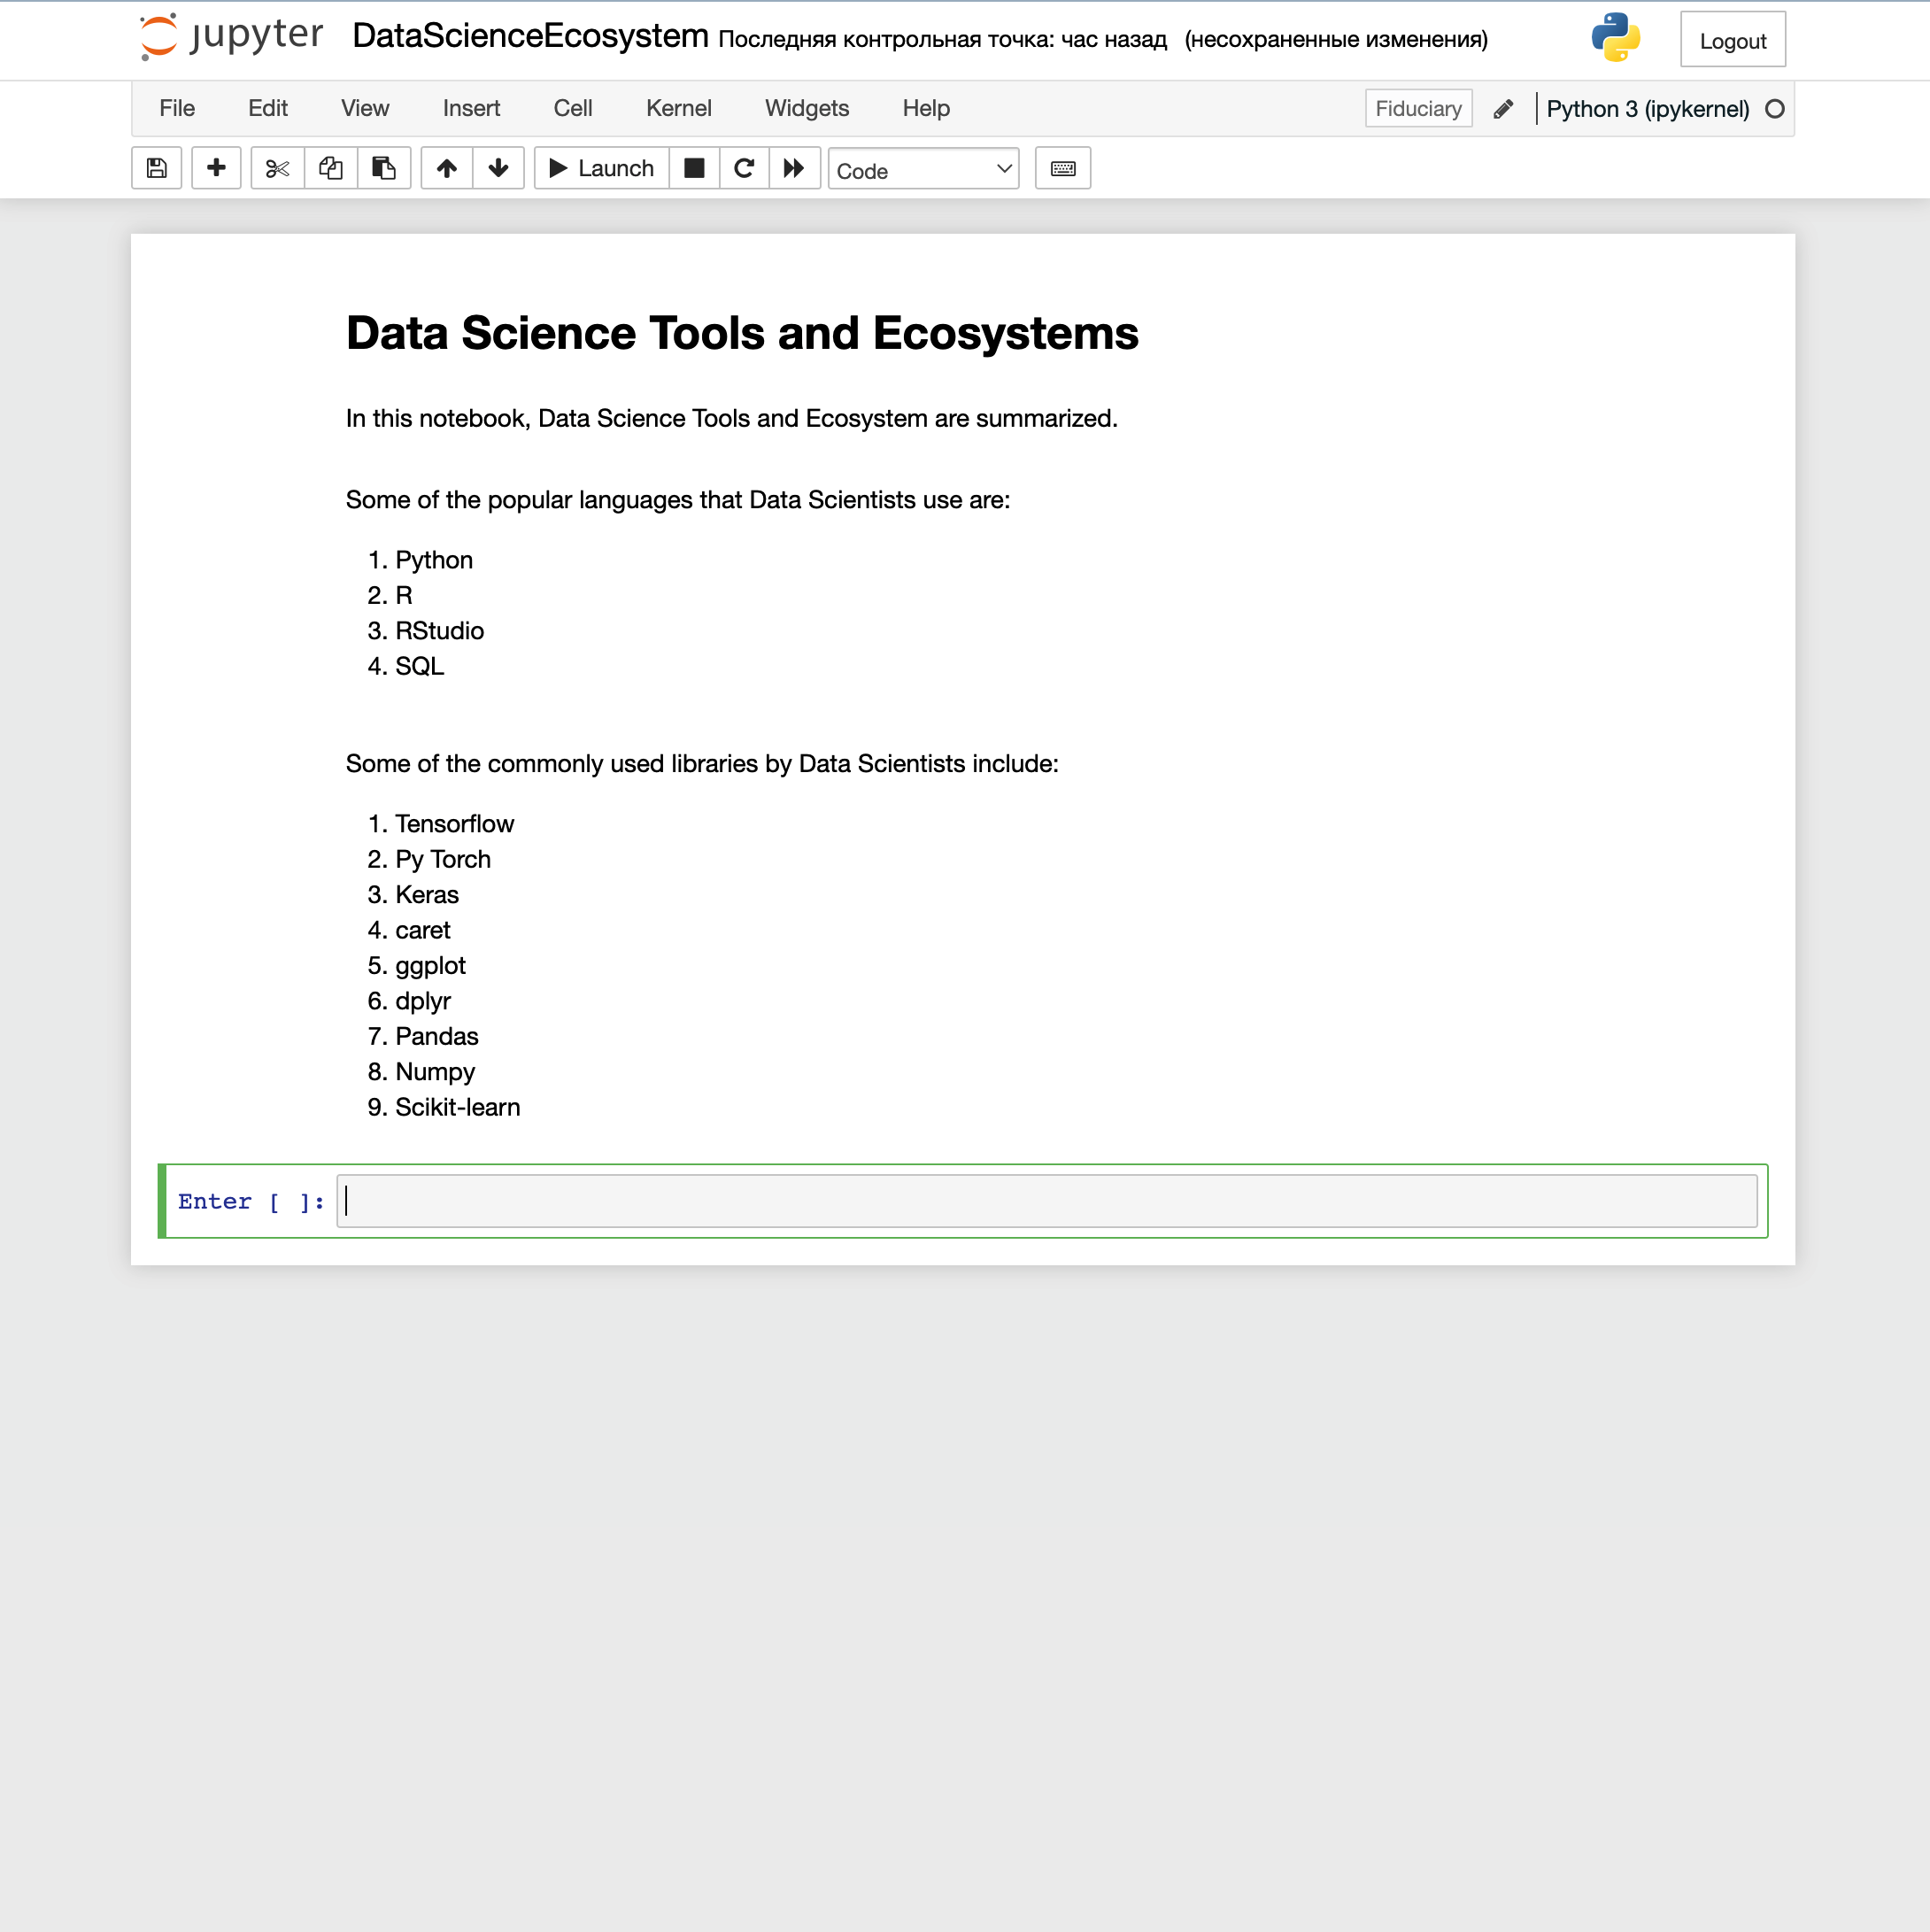 jupyter DataScienceEcosystem Последняя контрольная точка: час назад (несохраненные изменения) Logout
File Edit View Insert Cell Kernel Widgets Help Fiduciary Python 3 (ipykernel)
Launch Code
Data Science Tools and Ecosystems
In this notebook, Data Science Tools and Ecosystem are summarized.
Some of the popular languages that Data Scientists use are:
1. Python
2. R
3. RStudio
4. SQL
Some of the commonly used libraries by Data Scientists include:
1. Tensorflow
2. Py Torch
3. Keras
4. caret
5. ggplot
6. dplyr
7. Pandas
8. Numpy
9. Scikit-learn
Enter [ ]: